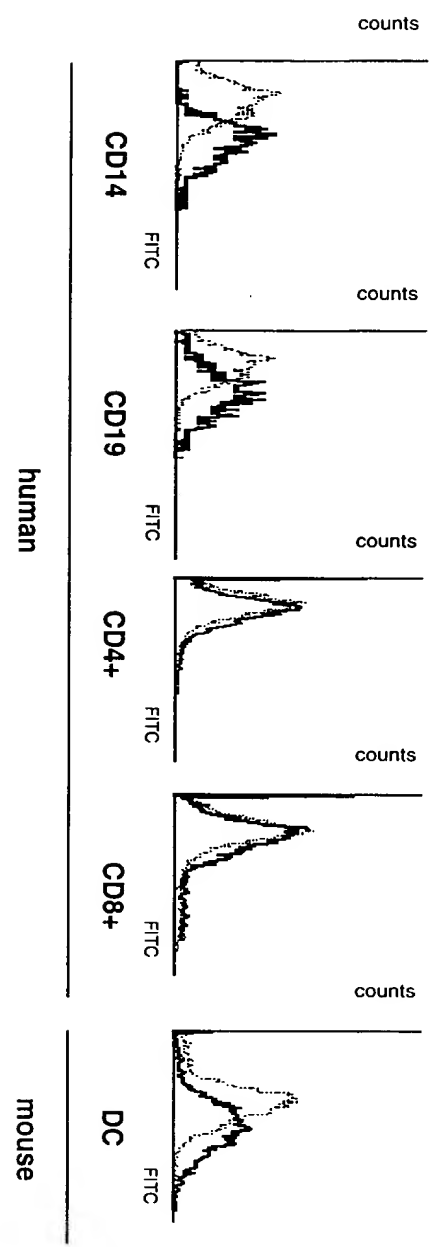 counts
FITC
CD14
counts
FITC
CD19
counts
FITC
CD4+
counts
FITC
CD8+
human
counts
FITC
DC
mouse